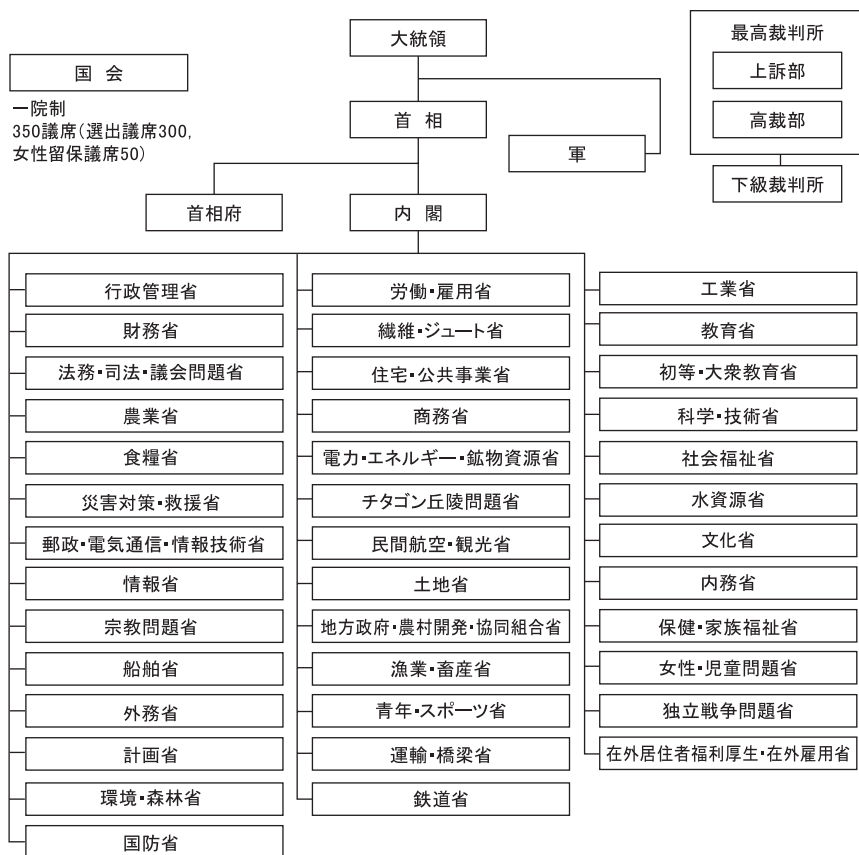 大統領
国 会
一院制
350議席(選出議席300,
女性留保議席50)
首 相
軍
首相府
内 閣
最高裁判所
上訴部
高裁部
下級裁判所
行政管理省
財務省
法務・司法・議会問題省
農業省
食糧省
災害対策・救援省
郵政・電気通信・情報技術省
情報省
宗教問題省
船舶省
外務省
計画省
環境・森林省
国防省
労働・雇用省
繊維・ジュート省
住宅・公共事業省
商務省
電力・エネルギー・鉱物資源省
チタゴン丘陵問題省
民間航空・観光省
土地省
地方政府・農村開発・協同組合省
漁業・畜産省
青年・スポーツ省
運輸・橋梁省
鉄道省
工業省
教育省
初等・大衆教育省
科学・技術省
社会福祉省
水資源省
文化省
内務省
保健・家族福祉省
女性・児童問題省
独立戦争問題省
在外居住者福利厚生・在外雇用省